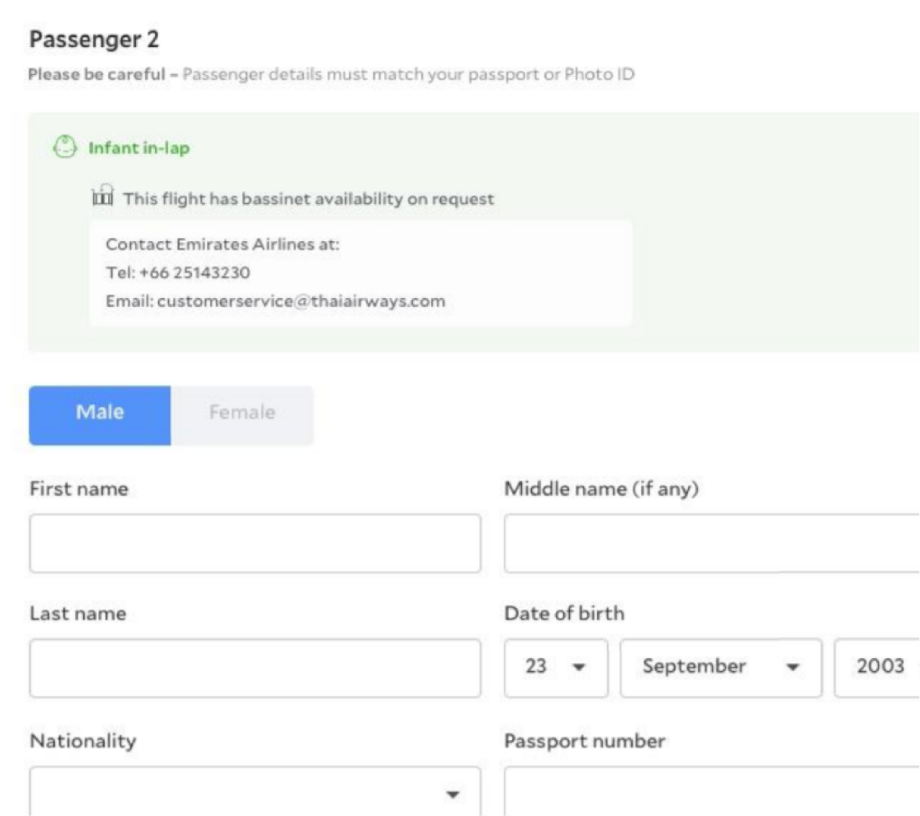 Passenger 2
Please be careful – Passenger details must match your passport or Photo ID
Infant in-lap
This flight has bassinet availability on request
Contact Emirates Airlines at:
Tel: +66 25143230
Email: customerservice@thaiairways.com
Male Female
First name Middle name (if any)
Last name Date of birth
23 September 2003
Nationality Passport number